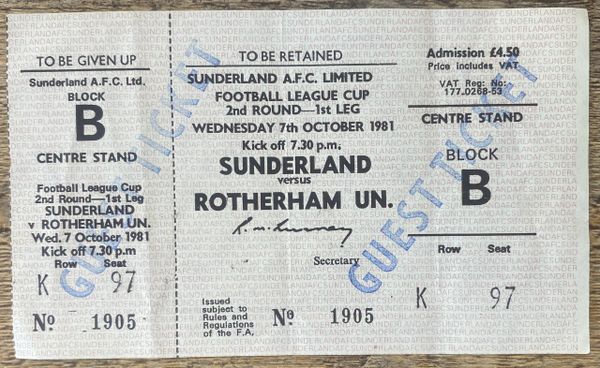 TO BE GIVEN UP
Sunderland A.F.C. Ltd.
BLOCK
B
CENTRE STAND
Football League Cup
2nd Round—1st Leg
SUNDERLAND
v ROTHERHAM UN.
Wed. 7 October 1981
Kick off 7.30 p.m
Row Seat
K 97
No 1905
GUEST TICKET
TO BE RETAINED
SUNDERLAND A.F.C. LIMITED
FOOTBALL LEAGUE CUP
2nd ROUND—1st LEG
WEDNESDAY 7th OCTOBER 1981
Kick off 7.30 p.m.
SUNDERLAND
versus
ROTHERHAM UN.
Secretary
Issued
subject to
Rules and
Regulations
of the F.A.
No 1905
GUEST TICKET
Admission £4.50
Price includes VAT
VAT Reg: No:
177.0268-53
CENTRE STAND
BLOCK
B
Row Seat
K 97